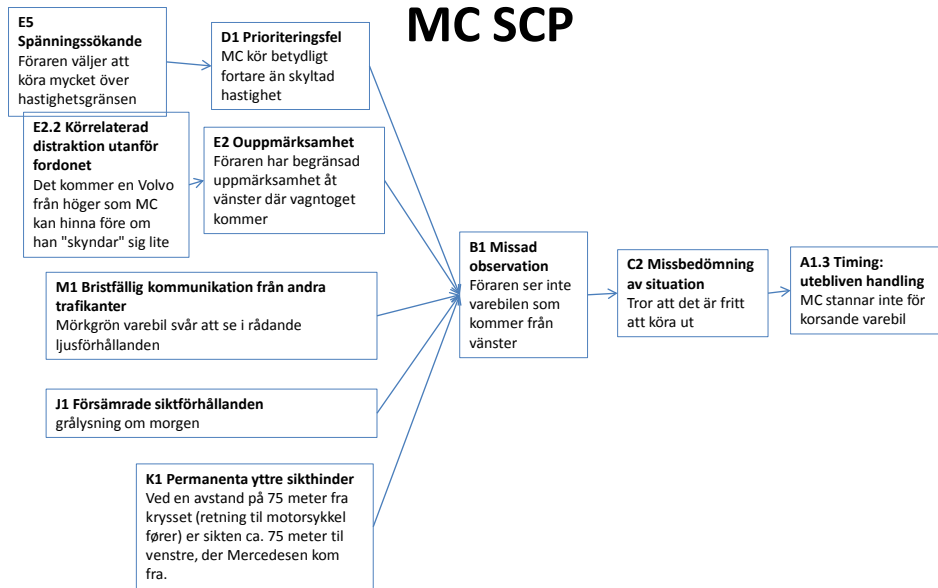 MC SCP
E5
Spänningssökande
Föraren väljer att
köra mycket över
hastighetsgränsen
D1 Prioriteringsfel
MC kör betydligt
fortare än skyltad
hastighet
E2.2 Körrelaterad
distraktion utanför
fordonet
Det kommer en Volvo
från höger som MC
kan hinna före om
han "skyndar" sig lite
E2 Ouppmärksamhet
Föraren har begränsad
uppmärksamhet åt
vänster där vagntoget
kommer
M1 Bristfällig kommunikation från andra
trafikanter
Mörkgrön varebil svår att se i rådande
ljusförhållanden
J1 Försämrade siktförhållanden
grålysning om morgen
K1 Permanenta yttre sikthinder
Ved en avstand på 75 meter fra
krysset (retning til motorsykkel
fører) er sikten ca. 75 meter til
venstre, der Mercedesen kom
fra.
B1 Missad
observation
Föraren ser inte
varebilen som
kommer från
vänster
C2 Missbedömning
av situation
Tror att det är fritt
att köra ut
A1.3 Timing:
utebliven handling
MC stannar inte för
korsande varebil